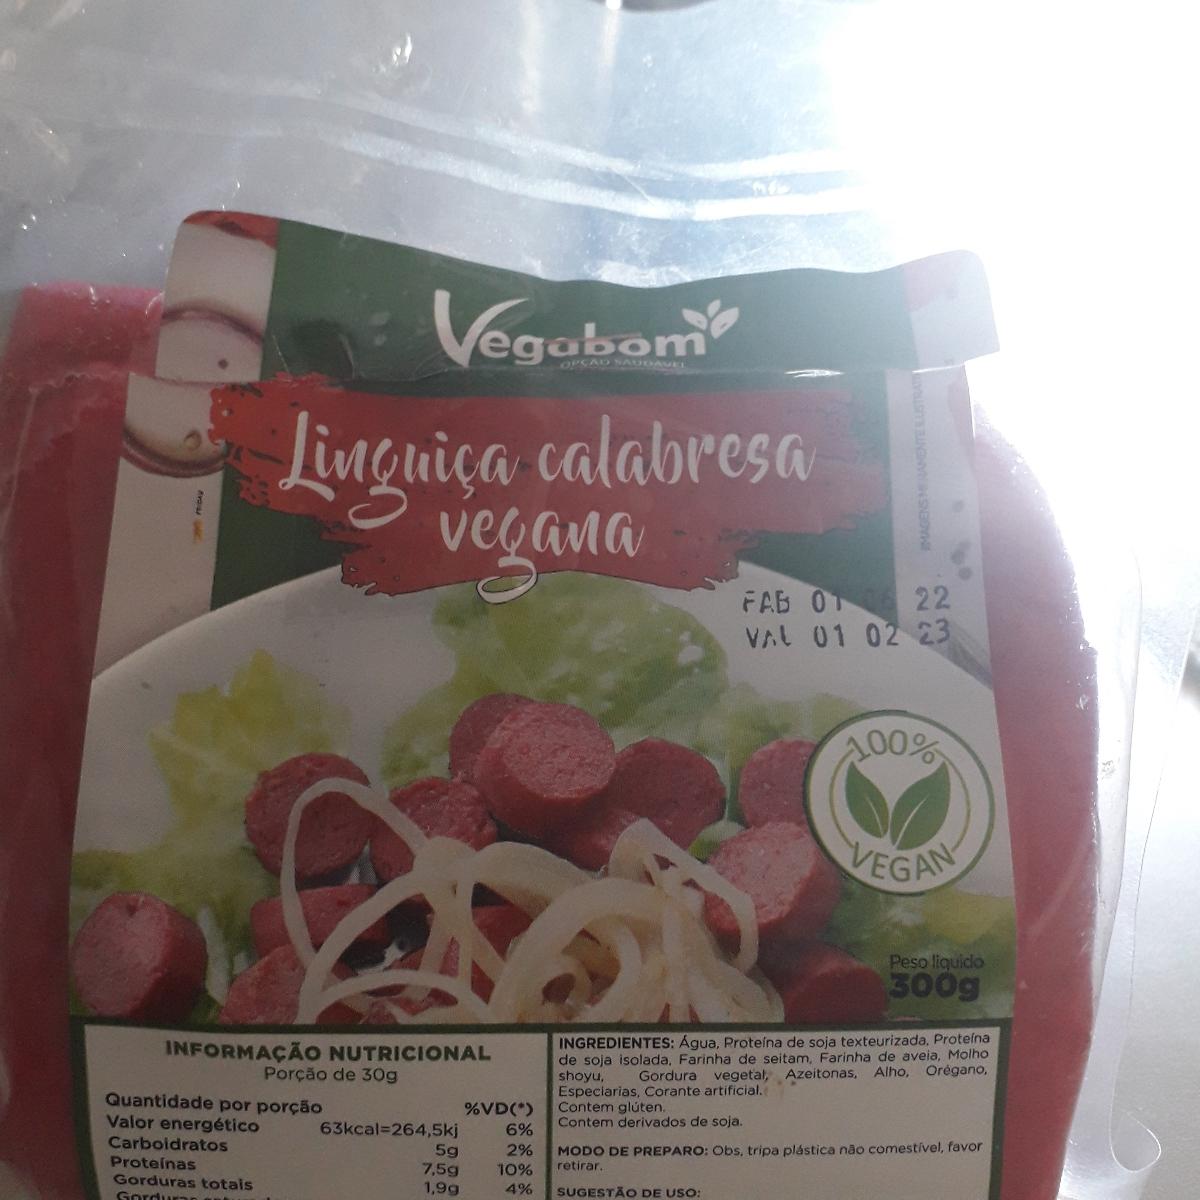 Vegabom
OPÇÃO SAUDÁVEL
Linguiça calabresa
vegana
IMAGENS MERAMENTE ILUSTRATIVAS
FAB 01 06 22
VAL 01 02 23
100%
VEGAN
Peso líquido
300g
INFORMAÇÃO NUTRICIONAL
Porção de 30g
Quantidade por porção %VD(*)
Valor energético 63kcal=264,5kj 6%
Carboidratos 5g 2%
Proteínas 7,5g 10%
Gorduras totais 1,9g 4%
Gorduras
INGREDIENTES: Água, Proteína de soja texteurizada, Proteína
de soja isolada, Farinha de seitam, Farinha de aveia, Molho
shoyu, Gordura vegetal, Azeitonas, Alho, Orégano,
Especiarias, Corante artificial.
Contem glúten.
Contem derivados de soja.
MODO DE PREPARO: Obs, tripa plástica não comestível, favor
retirar.
SUGESTÃO DE USO: